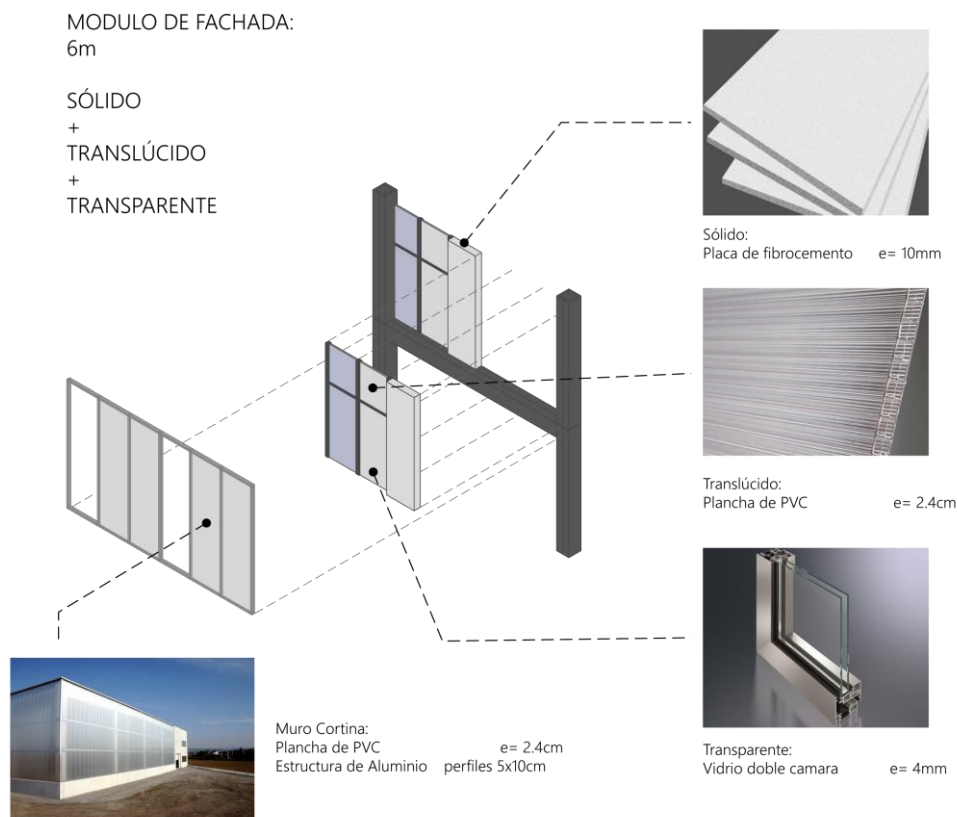 MODULO DE FACHADA:
6m
SÓLIDO
+
TRANSLÚCIDO
+
TRANSPARENTE
Sólido:
Placa de fibrocemento e= 10mm
Translúcido:
Plancha de PVC e= 2.4cm
Muro Cortina:
Plancha de PVC e= 2.4cm
Estructura de Aluminio perfiles 5x10cm
Transparente:
Vidrio doble camara e= 4mm